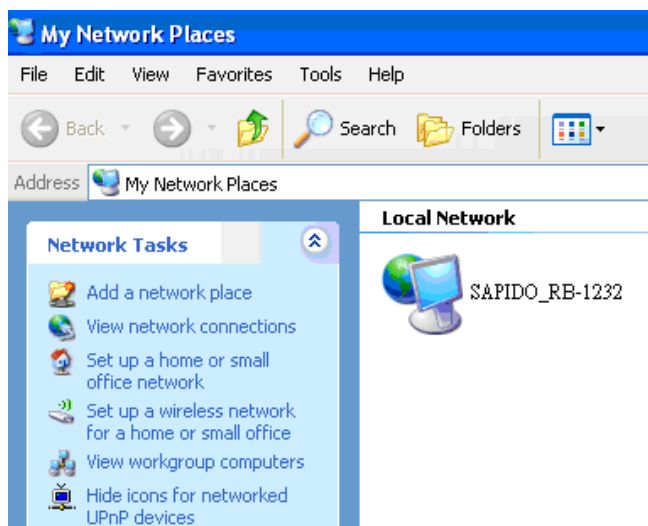 My Network Places
File Edit View Favorites Tools Help
Back Search Folders
Address My Network Places
Local Network
Network Tasks
SAPIDO_RB-1232
Add a network place
View network connections
Set up a home or small
office network
Set up a wireless network
for a home or small office
View workgroup computers
Hide icons for networked
UPnP devices